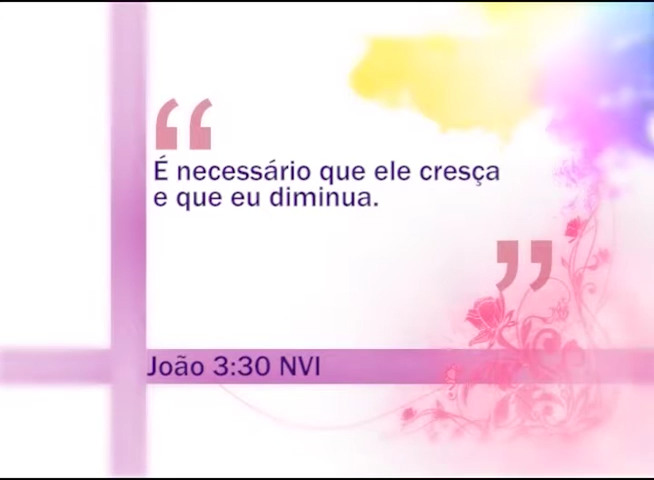 “
É necessário que ele cresça
e que eu diminua.
”
João 3:30 NVI